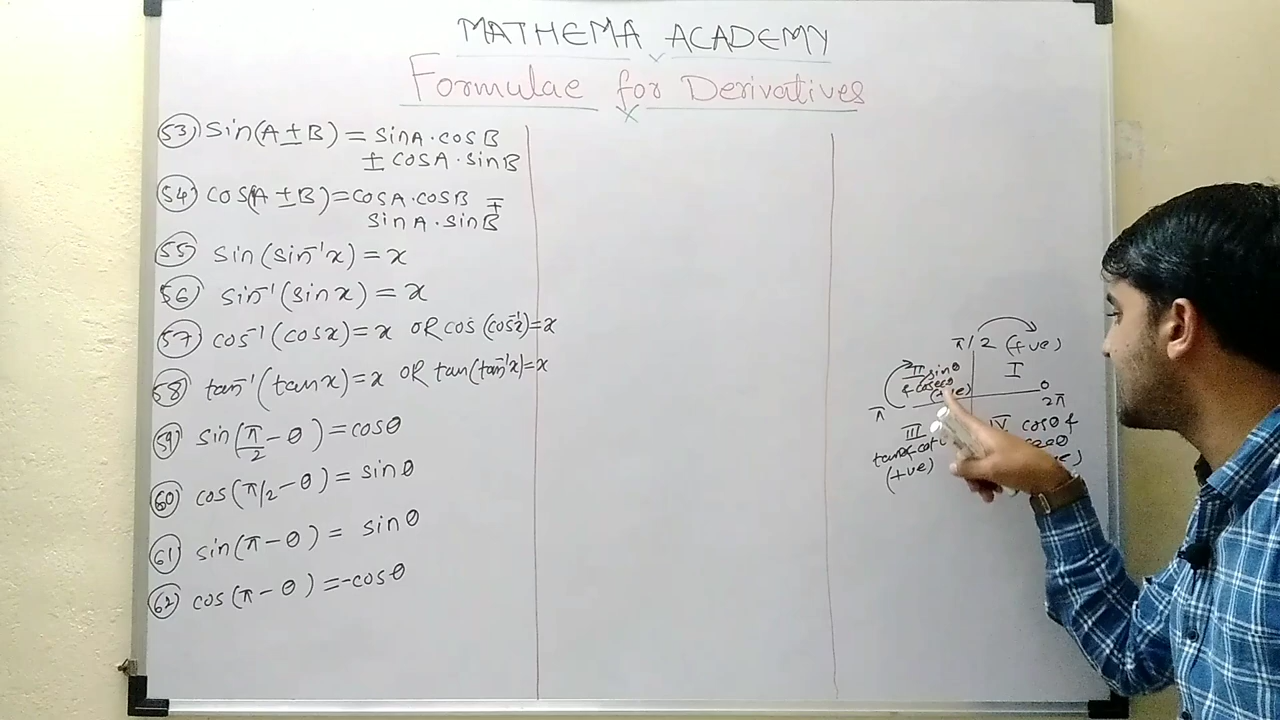 MATHEMA ACADEMY
Formulae for Derivatives
53) sin(A ± B) = sinA · cosB
± cosA · sinB
54) cos(A ± B) = cosA · cosB ∓
sinA · sinB
55) sin(sin⁻¹x) = x
56) sin⁻¹(sinx) = x
57) cos⁻¹(cosx) = x OR cos(cos⁻¹x) = x
58) tan⁻¹(tanx) = x OR tan(tan⁻¹x) = x
59) sin(π/2 - θ) = cosθ
60) cos(π/2 - θ) = sinθ
61) sin(π - θ) = sinθ
62) cos(π - θ) = -cosθ
π/2 (+ve)
II sinθ
& cosecθ
(+ve)
I
π
0
2π
III
tanθ & cot
(+ve)
IV cosθ &